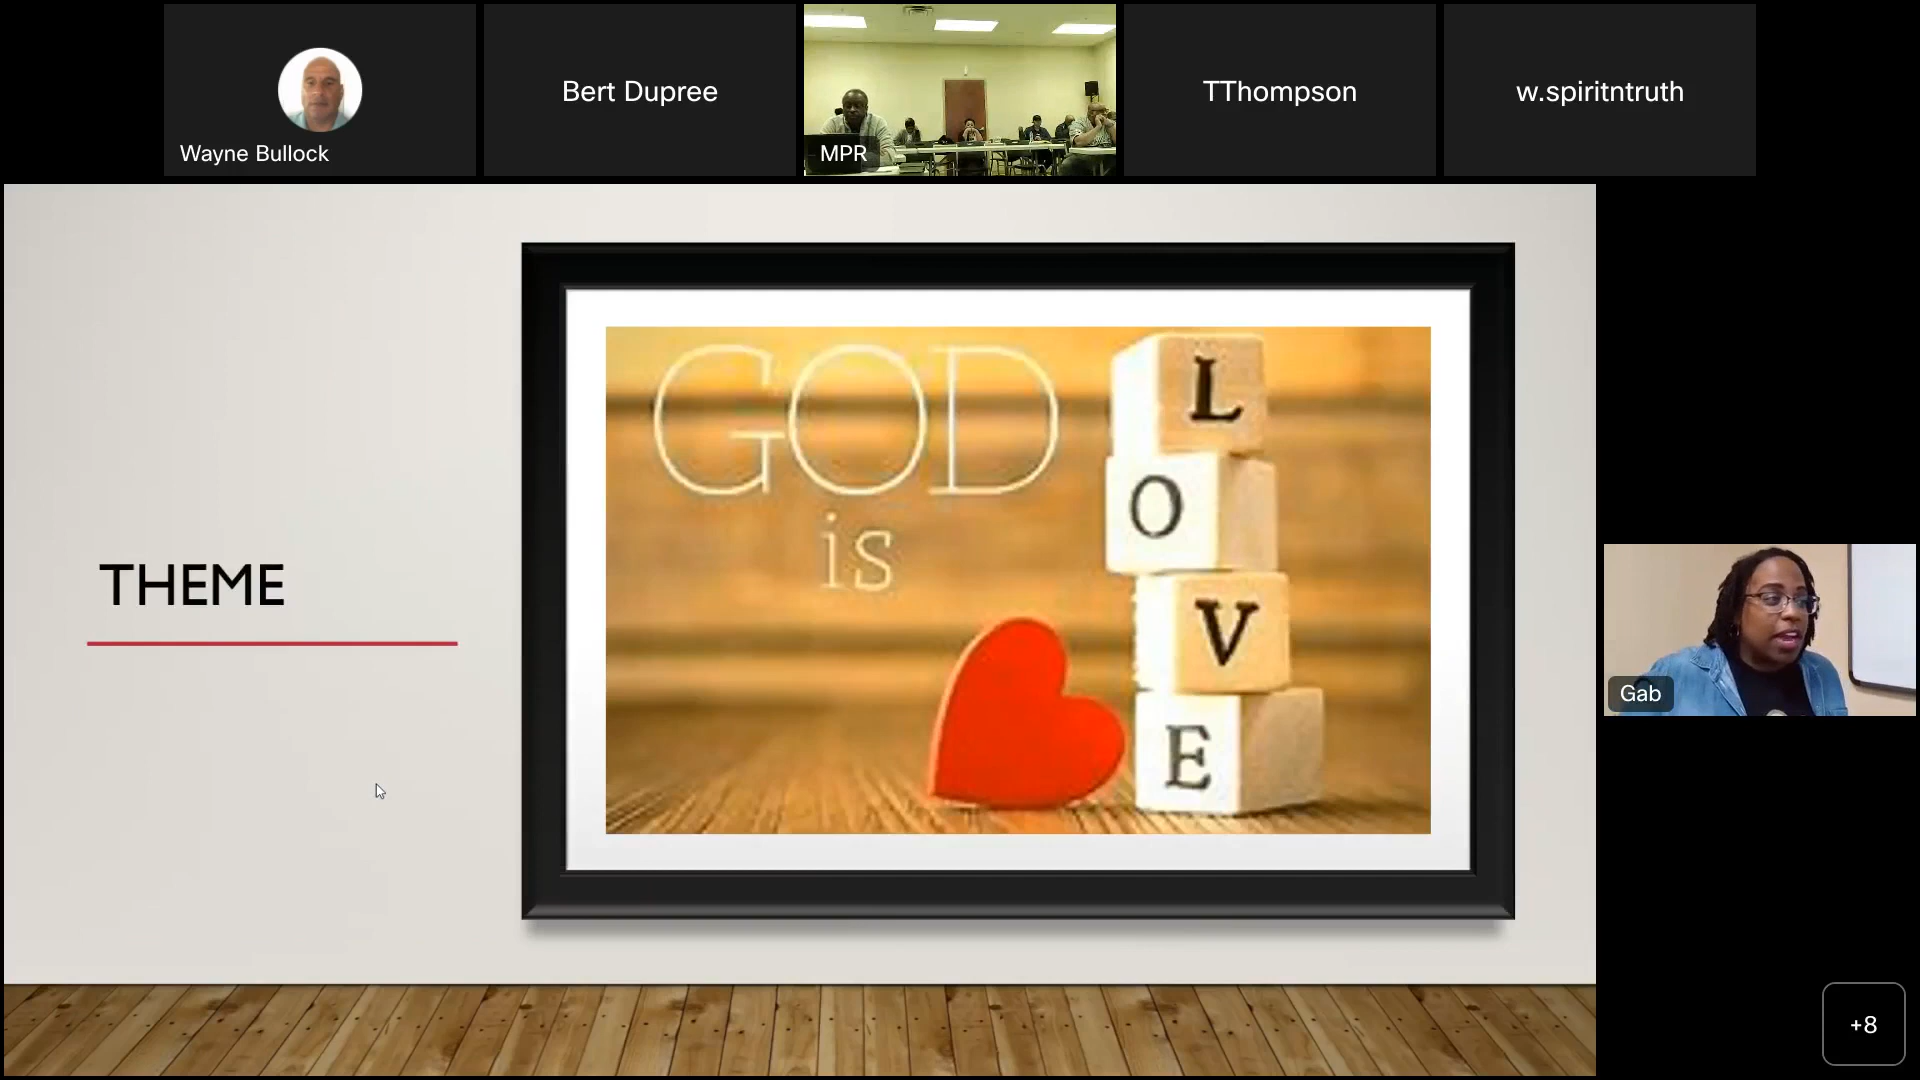 Wayne Bullock
Bert Dupree
MPR
TThompson
w.spiritntruth
THEME
GOD
is
L
O
V
E
Gab
+8